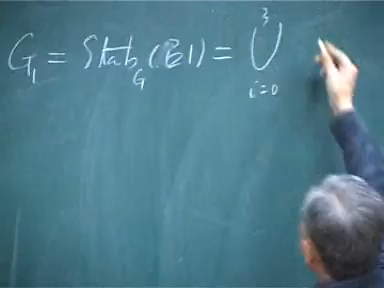 G₁ = Stab_G (B1) = ⋃_{i=0}^{3}